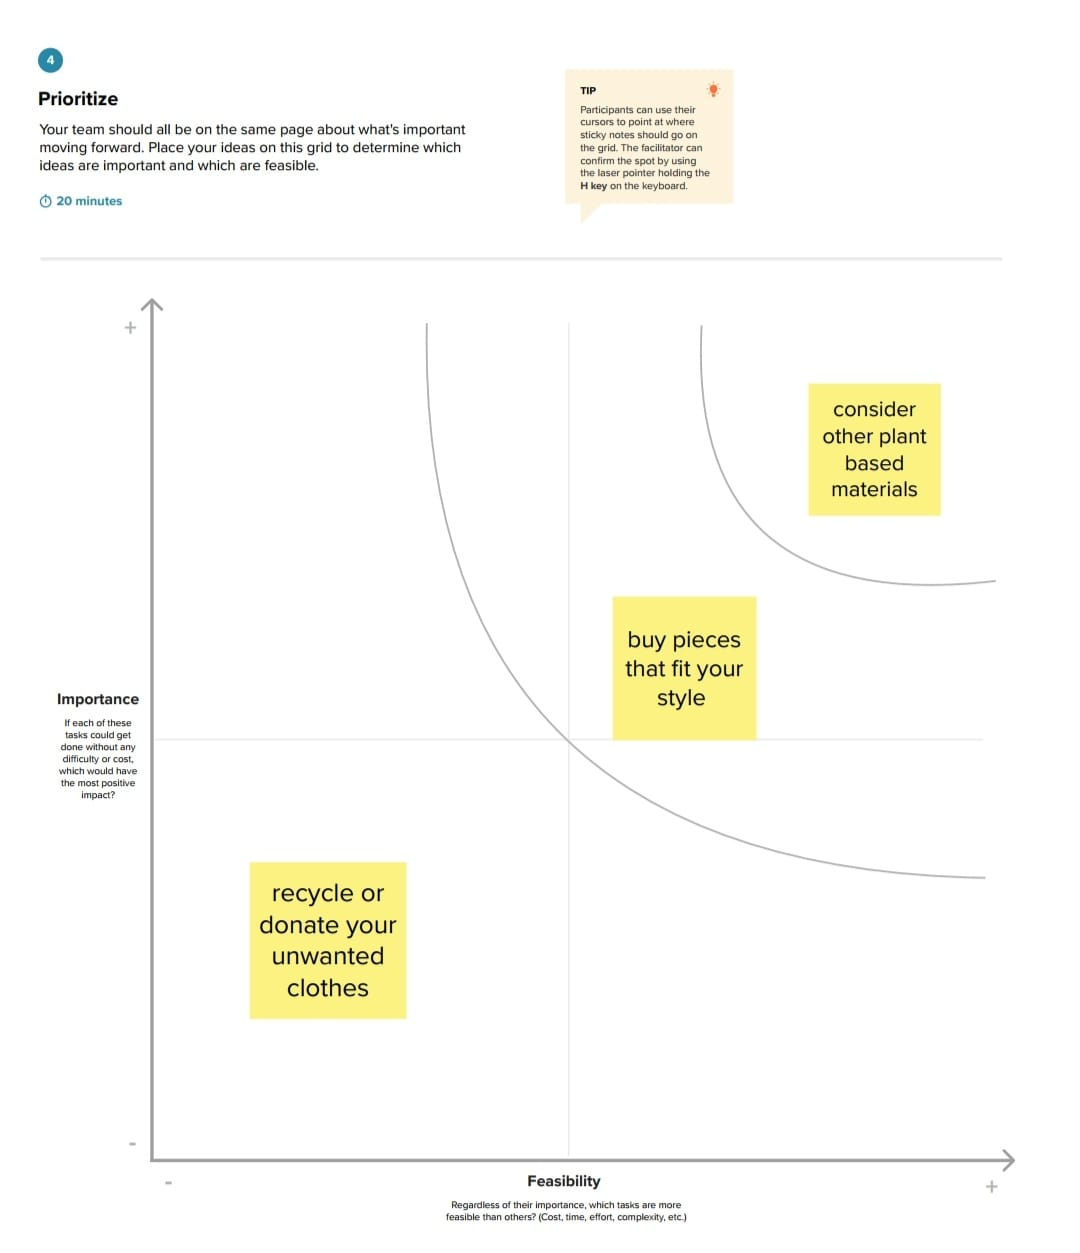 4
Prioritize
Your team should all be on the same page about what's important
moving forward. Place your ideas on this grid to determine which
ideas are important and which are feasible.
20 minutes
TIP
Participants can use their
cursors to point at where
sticky notes should go on
the grid. The facilitator can
confirm the spot by using
the laser pointer holding the
H key on the keyboard.
+
consider
other plant
based
materials
buy pieces
that fit your
style
Importance
If each of these
tasks could get
done without any
difficulty or cost,
which would have
the most positive
impact?
recycle or
donate your
unwanted
clothes
-
-
Feasibility
+
Regardless of their importance, which tasks are more
feasible than others? (Cost, time, effort, complexity, etc.)